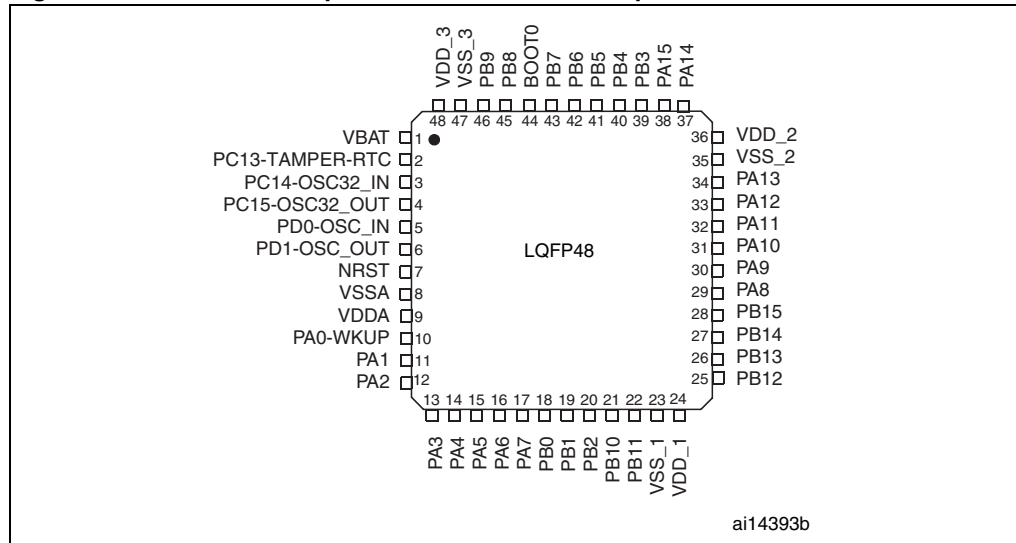 VDD_3
VSS_3
PB9
PB8
BOOT0
PB7
PB6
PB5
PB4
PB3
PA15
PA14
48 47 46 45 44 43 42 41 40 39 38 37
VBAT 1
PC13-TAMPER-RTC 2
PC14-OSC32_IN 3
PC15-OSC32_OUT 4
PD0-OSC_IN 5
PD1-OSC_OUT 6
NRST 7
VSSA 8
VDDA 9
PA0-WKUP 10
PA1 11
PA2 12
LQFP48
36 VDD_2
35 VSS_2
34 PA13
33 PA12
32 PA11
31 PA10
30 PA9
29 PA8
28 PB15
27 PB14
26 PB13
25 PB12
13 14 15 16 17 18 19 20 21 22 23 24
PA3
PA4
PA5
PA6
PA7
PB0
PB1
PB2
PB10
PB11
VSS_1
VDD_1
ai14393b